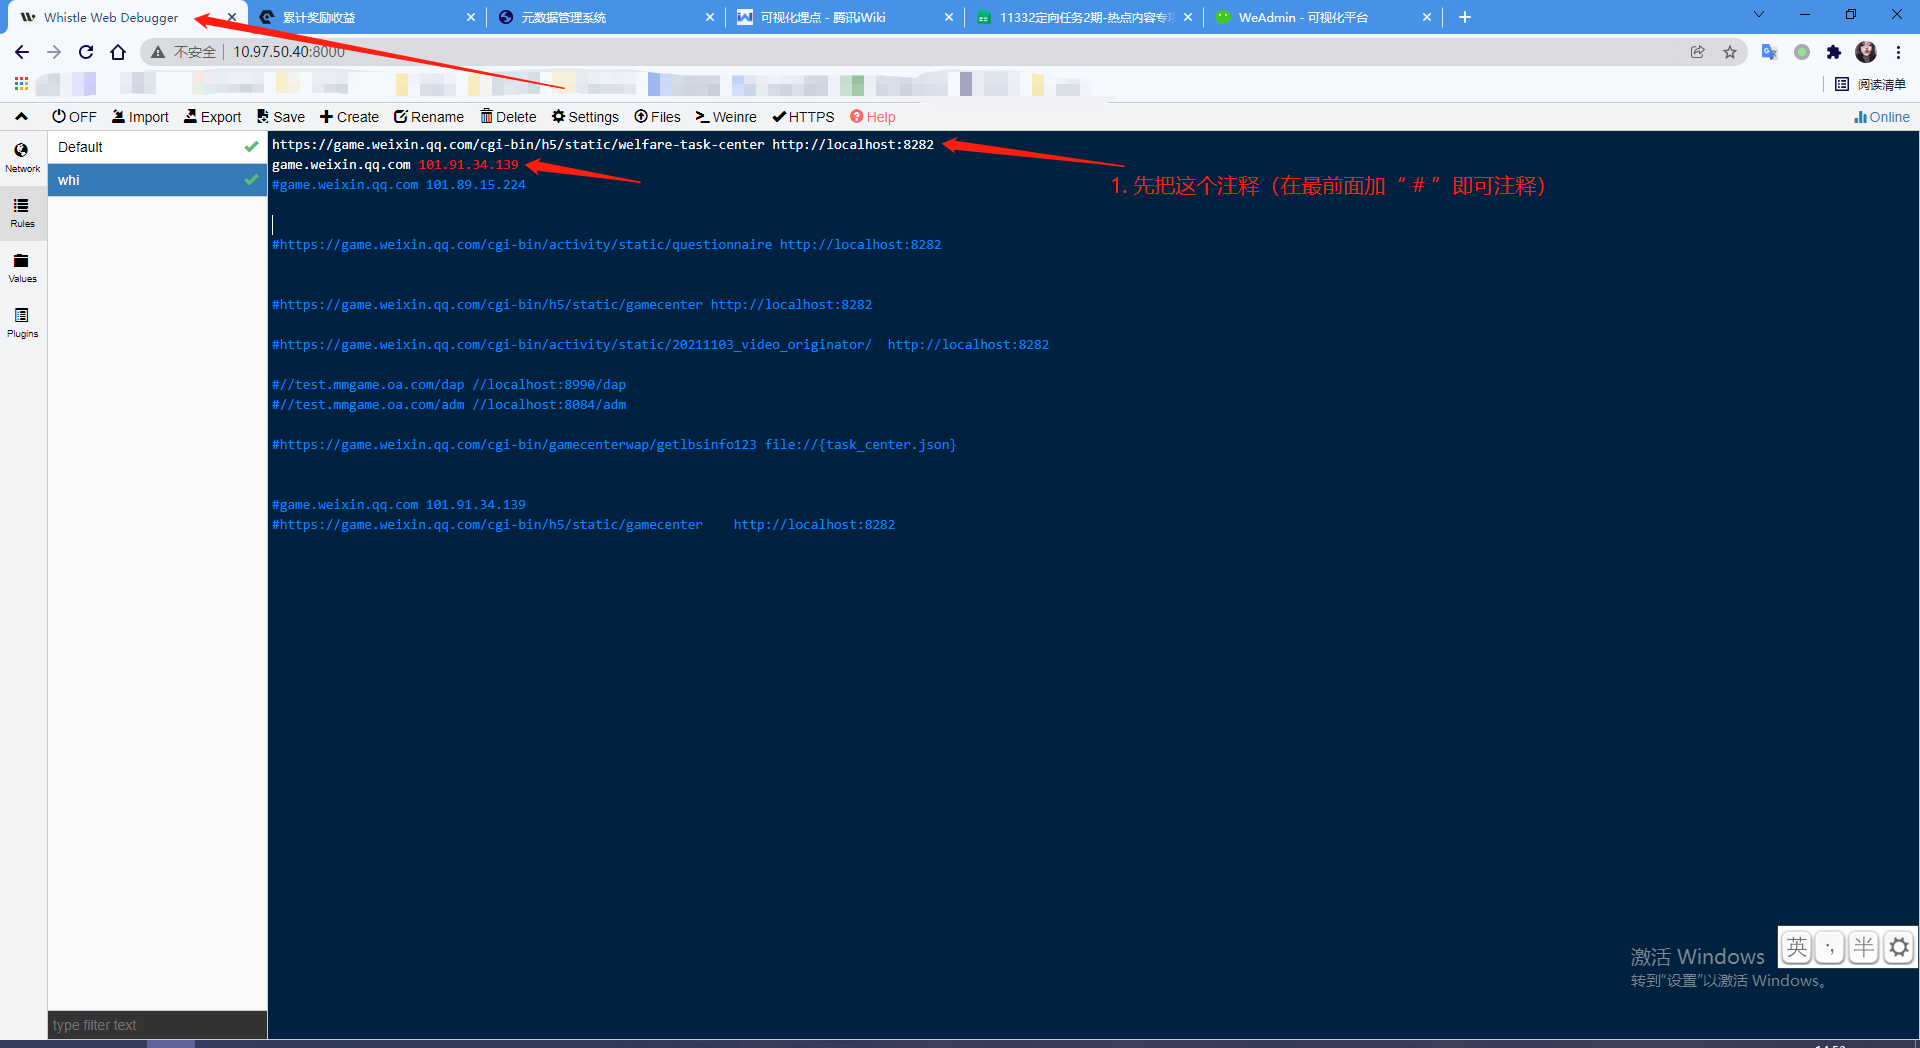 Whistle Web Debugger
累计奖励收益
元数据管理系统
可视化埋点 - 腾讯iWiki
11332定向任务2期-热点内容专项
WeAdmin - 可视化平台
不安全 | 10.97.50.40:8000
阅读清单
OFF Import Export Save Create Rename Delete Settings Files Weinre HTTPS Help Online
Network
Rules
Values
Plugins
Default
whi
https://game.weixin.qq.com/cgi-bin/h5/static/welfare-task-center http://localhost:8282
game.weixin.qq.com 101.91.34.139
#game.weixin.qq.com 101.89.15.224
1. 先把这个注释（在最前面加“ # ”即可注释）
#https://game.weixin.qq.com/cgi-bin/activity/static/questionnaire http://localhost:8282
#https://game.weixin.qq.com/cgi-bin/h5/static/gamecenter http://localhost:8282
#https://game.weixin.qq.com/cgi-bin/activity/static/20211103_video_originator/  http://localhost:8282
#//test.mmgame.oa.com/dap //localhost:8990/dap
#//test.mmgame.oa.com/adm //localhost:8084/adm
#https://game.weixin.qq.com/cgi-bin/gamecenterwap/getlbsinfo123 file://{task_center.json}
#game.weixin.qq.com 101.91.34.139
#https://game.weixin.qq.com/cgi-bin/h5/static/gamecenter    http://localhost:8282
英 ·, 半
激活 Windows
转到“设置”以激活 Windows。
type filter text